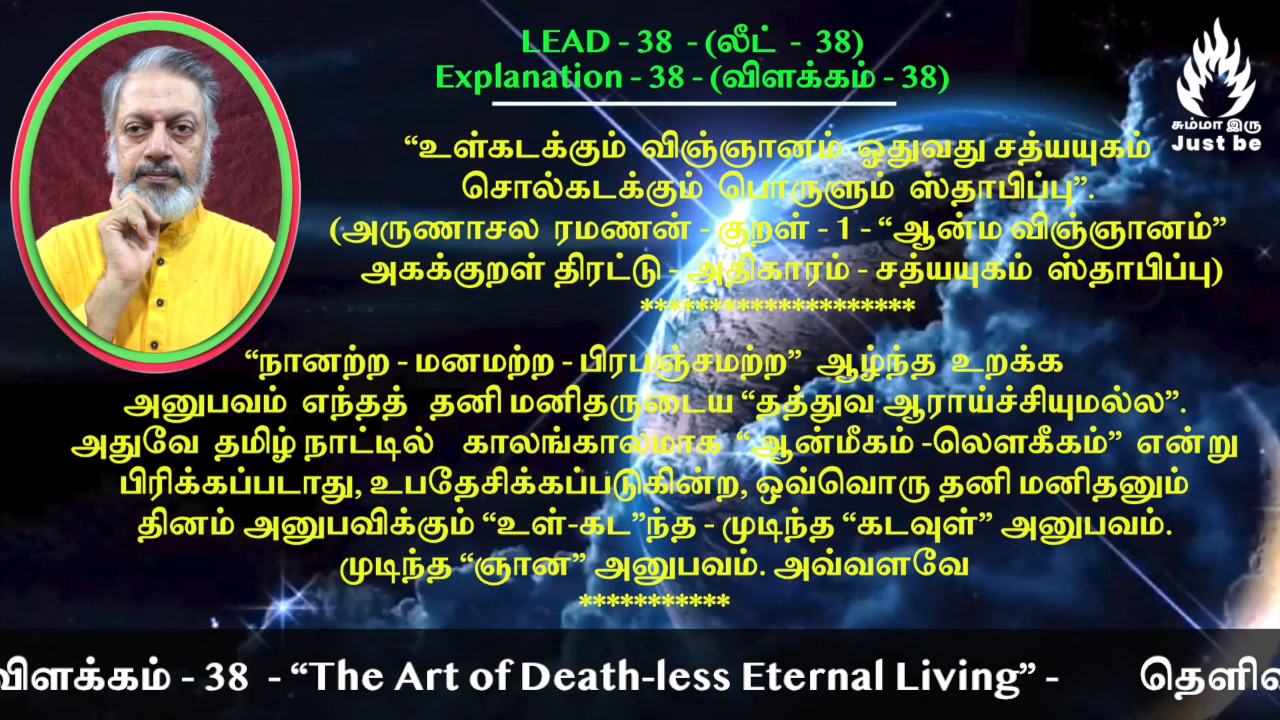 LEAD - 38 - (லீட் - 38)
Explanation - 38 - (விளக்கம் - 38)
சும்மா இரு
Just be
“உள்கடக்கும் விஞ்ஞானம் ஓதுவது சத்யயுகம்
சொல்கடக்கும் பொருளும் ஸ்தாபிப்பு”.
(அருணாசல ரமணன் - குறள் - 1 - “ஆன்ம விஞ்ஞானம்”
அகக்குறள் திரட்டு - அதிகாரம் - சத்யயுகம் ஸ்தாபிப்பு)
********************
“நானற்ற - மனமற்ற - பிரபஞ்சமற்ற” ஆழ்ந்த உறக்க
அனுபவம் எந்தத் தனி மனிதருடைய “தத்துவ ஆராய்ச்சியுமல்ல”.
அதுவே தமிழ் நாட்டில் காலங்காலமாக “ஆன்மீகம் -லௌகீகம்” என்று
பிரிக்கப்படாது, உபதேசிக்கப்படுகின்ற, ஒவ்வொரு தனி மனிதனும்
தினம் அனுபவிக்கும் “உள்-கட”ந்த - முடிந்த “கடவுள்” அனுபவம்.
முடிந்த “ஞான” அனுபவம். அவ்வளவே
***********
விளக்கம் - 38 - “The Art of Death-less Eternal Living” -